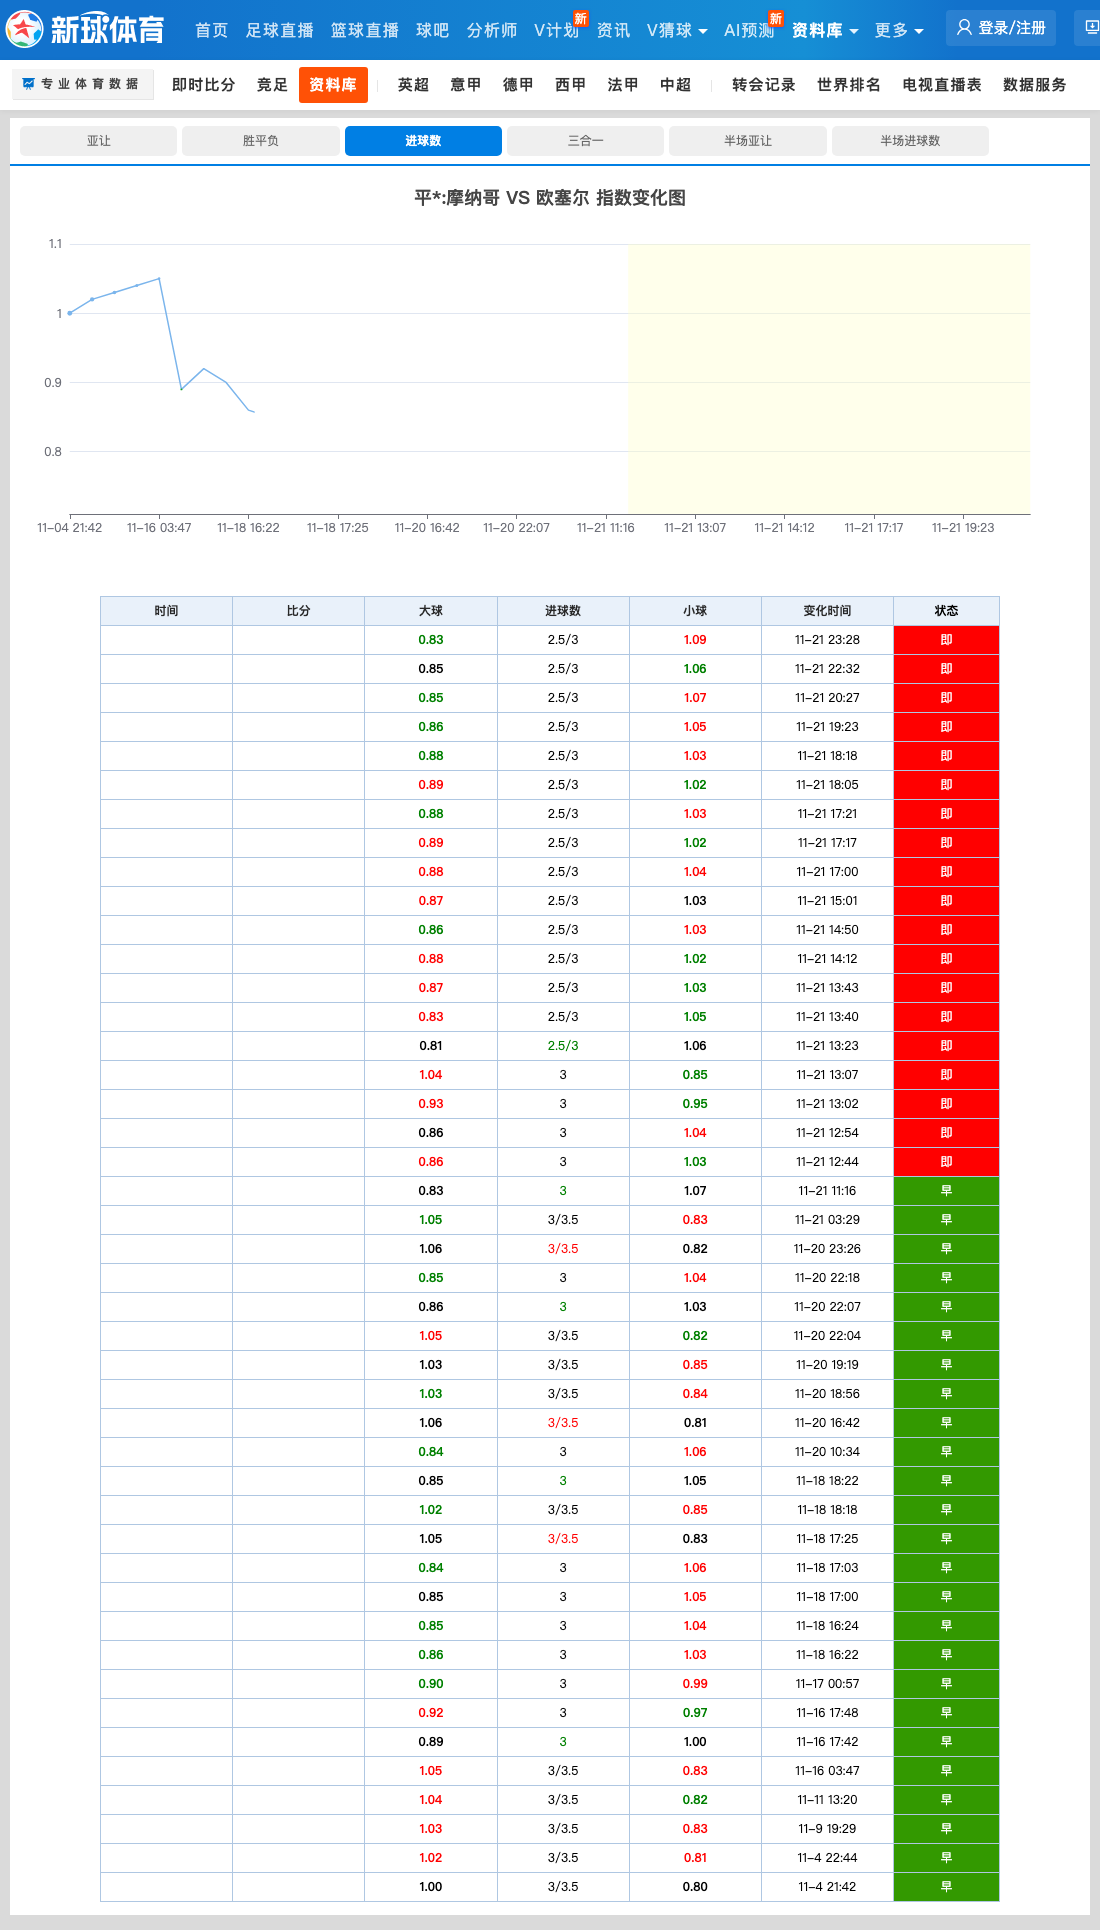 新球体育 首页 足球直播 篮球直播 球吧 分析师 V计划 新 资讯 V猜球 AI预测 新 资料库 更多 登录/注册
专业体育数据 即时比分 竞足 资料库 英超 意甲 德甲 西甲 法甲 中超 转会记录 世界排名 电视直播表 数据服务
亚让 胜平负 进球数 三合一 半场亚让 半场进球数
平*:摩纳哥 VS 欧塞尔 指数变化图
1.1
1
0.9
0.8
11-04 21:42 11-16 03:47 11-18 16:22 11-18 17:25 11-20 16:42 11-20 22:07 11-21 11:16 11-21 13:07 11-21 14:12 11-21 17:17 11-21 19:23
时间 比分 大球 进球数 小球 变化时间 状态
0.83 2.5/3 1.09 11-21 23:28 即
0.85 2.5/3 1.06 11-21 22:32 即
0.85 2.5/3 1.07 11-21 20:27 即
0.86 2.5/3 1.05 11-21 19:23 即
0.88 2.5/3 1.03 11-21 18:18 即
0.89 2.5/3 1.02 11-21 18:05 即
0.88 2.5/3 1.03 11-21 17:21 即
0.89 2.5/3 1.02 11-21 17:17 即
0.88 2.5/3 1.04 11-21 17:00 即
0.87 2.5/3 1.03 11-21 15:01 即
0.86 2.5/3 1.03 11-21 14:50 即
0.88 2.5/3 1.02 11-21 14:12 即
0.87 2.5/3 1.03 11-21 13:43 即
0.83 2.5/3 1.05 11-21 13:40 即
0.81 2.5/3 1.06 11-21 13:23 即
1.04 3 0.85 11-21 13:07 即
0.93 3 0.95 11-21 13:02 即
0.86 3 1.04 11-21 12:54 即
0.86 3 1.03 11-21 12:44 即
0.83 3 1.07 11-21 11:16 早
1.05 3/3.5 0.83 11-21 03:29 早
1.06 3/3.5 0.82 11-20 23:26 早
0.85 3 1.04 11-20 22:18 早
0.86 3 1.03 11-20 22:07 早
1.05 3/3.5 0.82 11-20 22:04 早
1.03 3/3.5 0.85 11-20 19:19 早
1.03 3/3.5 0.84 11-20 18:56 早
1.06 3/3.5 0.81 11-20 16:42 早
0.84 3 1.06 11-20 10:34 早
0.85 3 1.05 11-18 18:22 早
1.02 3/3.5 0.85 11-18 18:18 早
1.05 3/3.5 0.83 11-18 17:25 早
0.84 3 1.06 11-18 17:03 早
0.85 3 1.05 11-18 17:00 早
0.85 3 1.04 11-18 16:24 早
0.86 3 1.03 11-18 16:22 早
0.90 3 0.99 11-17 00:57 早
0.92 3 0.97 11-16 17:48 早
0.89 3 1.00 11-16 17:42 早
1.05 3/3.5 0.83 11-16 03:47 早
1.04 3/3.5 0.82 11-11 13:20 早
1.03 3/3.5 0.83 11-9 19:29 早
1.02 3/3.5 0.81 11-4 22:44 早
1.00 3/3.5 0.80 11-4 21:42 早